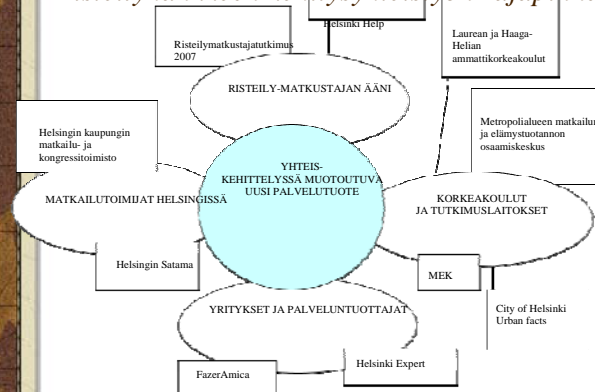 Helsinki Help
Risteilymatkustajatutkimus
2007
Laurean ja Haaga-
Helian
ammattikorkeakoulut
RISTEILY-MATKUSTAJAN ÄÄNI
Helsingin kaupungin
matkailu- ja
kongressitoimisto
Metropolialueen matkailun
ja elämystuotannon
osaamiskeskus
YHTEIS-
KEHITTELYSSÄ MUOTOUTUVA
UUSI PALVELUTUOTE
MATKAILUTOIMIJAT HELSINGISSÄ
KORKEAKOULUT
JA TUTKIMUSLAITOKSET
Helsingin Satama
MEK
YRITYKSET JA PALVELUNTUOTTAJAT
City of Helsinki
Urban facts
Helsinki Expert
FazerAmica